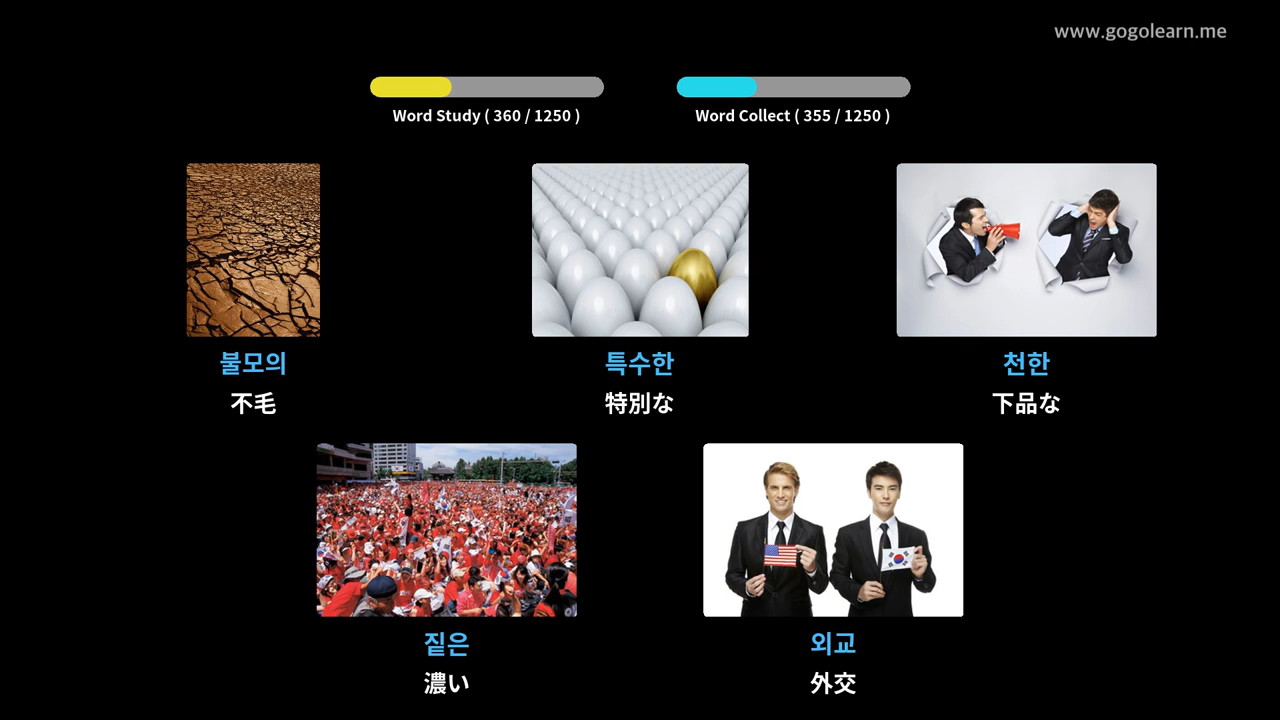 www.gogolearn.me
Word Study ( 360 / 1250 )
Word Collect ( 355 / 1250 )
불모의
不毛
특수한
特別な
천한
下品な
짙은
濃い
외교
外交